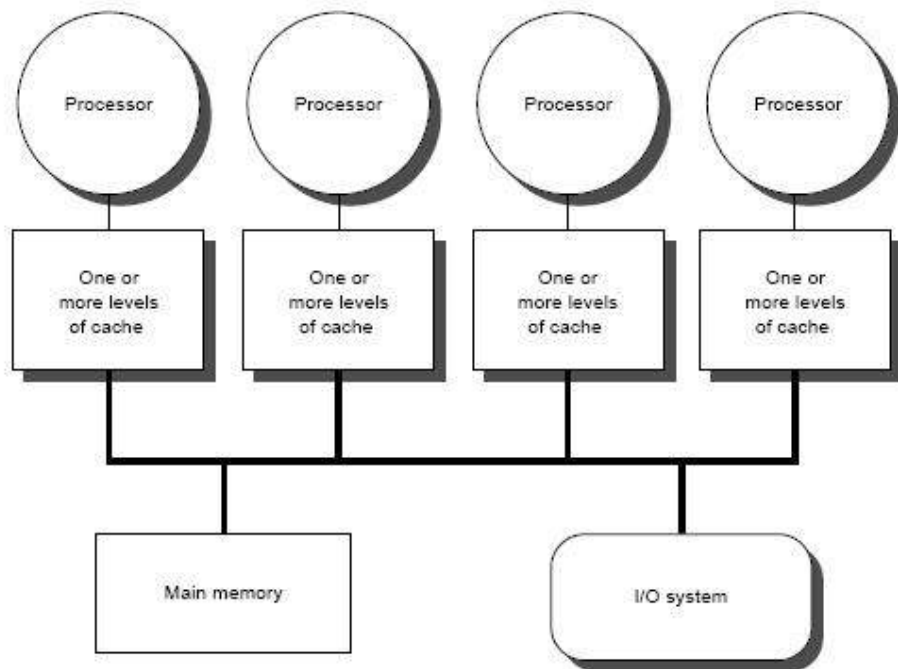 Processor
Processor
Processor
Processor
One or
more levels
of cache
One or
more levels
of cache
One or
more levels
of cache
One or
more levels
of cache
Main memory
I/O system